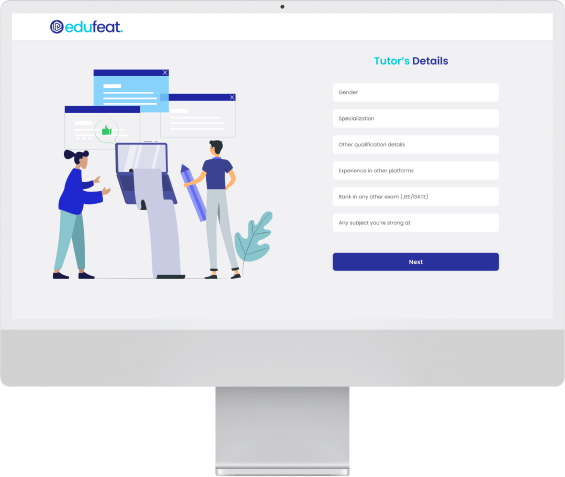 edufeat.
Tutor's Details
Gender
Specialization
Other qualification details
Experience in other platforms
Rank in any other exam (JEE/GATE)
Any subject you're strong at
Next